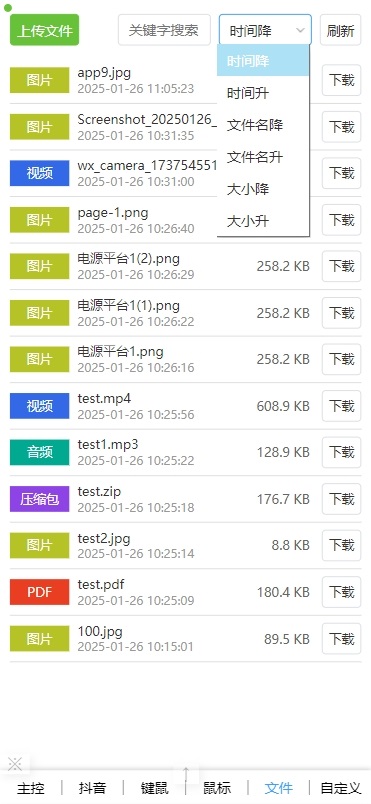 上传文件 关键字搜索 时间降 刷新
时间降
时间升
文件名降
文件名升
大小降
大小升
图片 app9.jpg 下载
2025-01-26 11:05:23
图片 Screenshot_20250126_ 下载
2025-01-26 10:31:35
视频 wx_camera_173754551 下载
2025-01-26 10:31:00
图片 page-1.png 下载
2025-01-26 10:26:40
图片 电源平台1(2).png 258.2 KB 下载
2025-01-26 10:26:29
图片 电源平台1(1).png 258.2 KB 下载
2025-01-26 10:26:22
图片 电源平台1.png 258.2 KB 下载
2025-01-26 10:26:16
视频 test.mp4 608.9 KB 下载
2025-01-26 10:25:56
音频 test1.mp3 128.9 KB 下载
2025-01-26 10:25:22
压缩包 test.zip 176.7 KB 下载
2025-01-26 10:25:18
图片 test2.jpg 8.8 KB 下载
2025-01-26 10:25:14
PDF test.pdf 180.4 KB 下载
2025-01-26 10:25:09
图片 100.jpg 89.5 KB 下载
2025-01-26 10:15:01
※ ↑
主控 | 抖音 | 键鼠 | 鼠标 | 文件 | 自定义